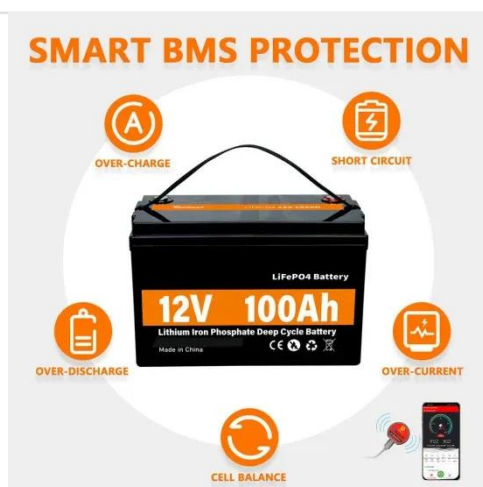 SMART BMS PROTECTION
A
OVER-CHARGE
SHORT CIRCUIT
LiFePO4 Battery
12V 100Ah
Lithium Iron Phosphate Deep Cycle Battery
Made in China
CE
OVER-DISCHARGE
OVER-CURRENT
CELL BALANCE